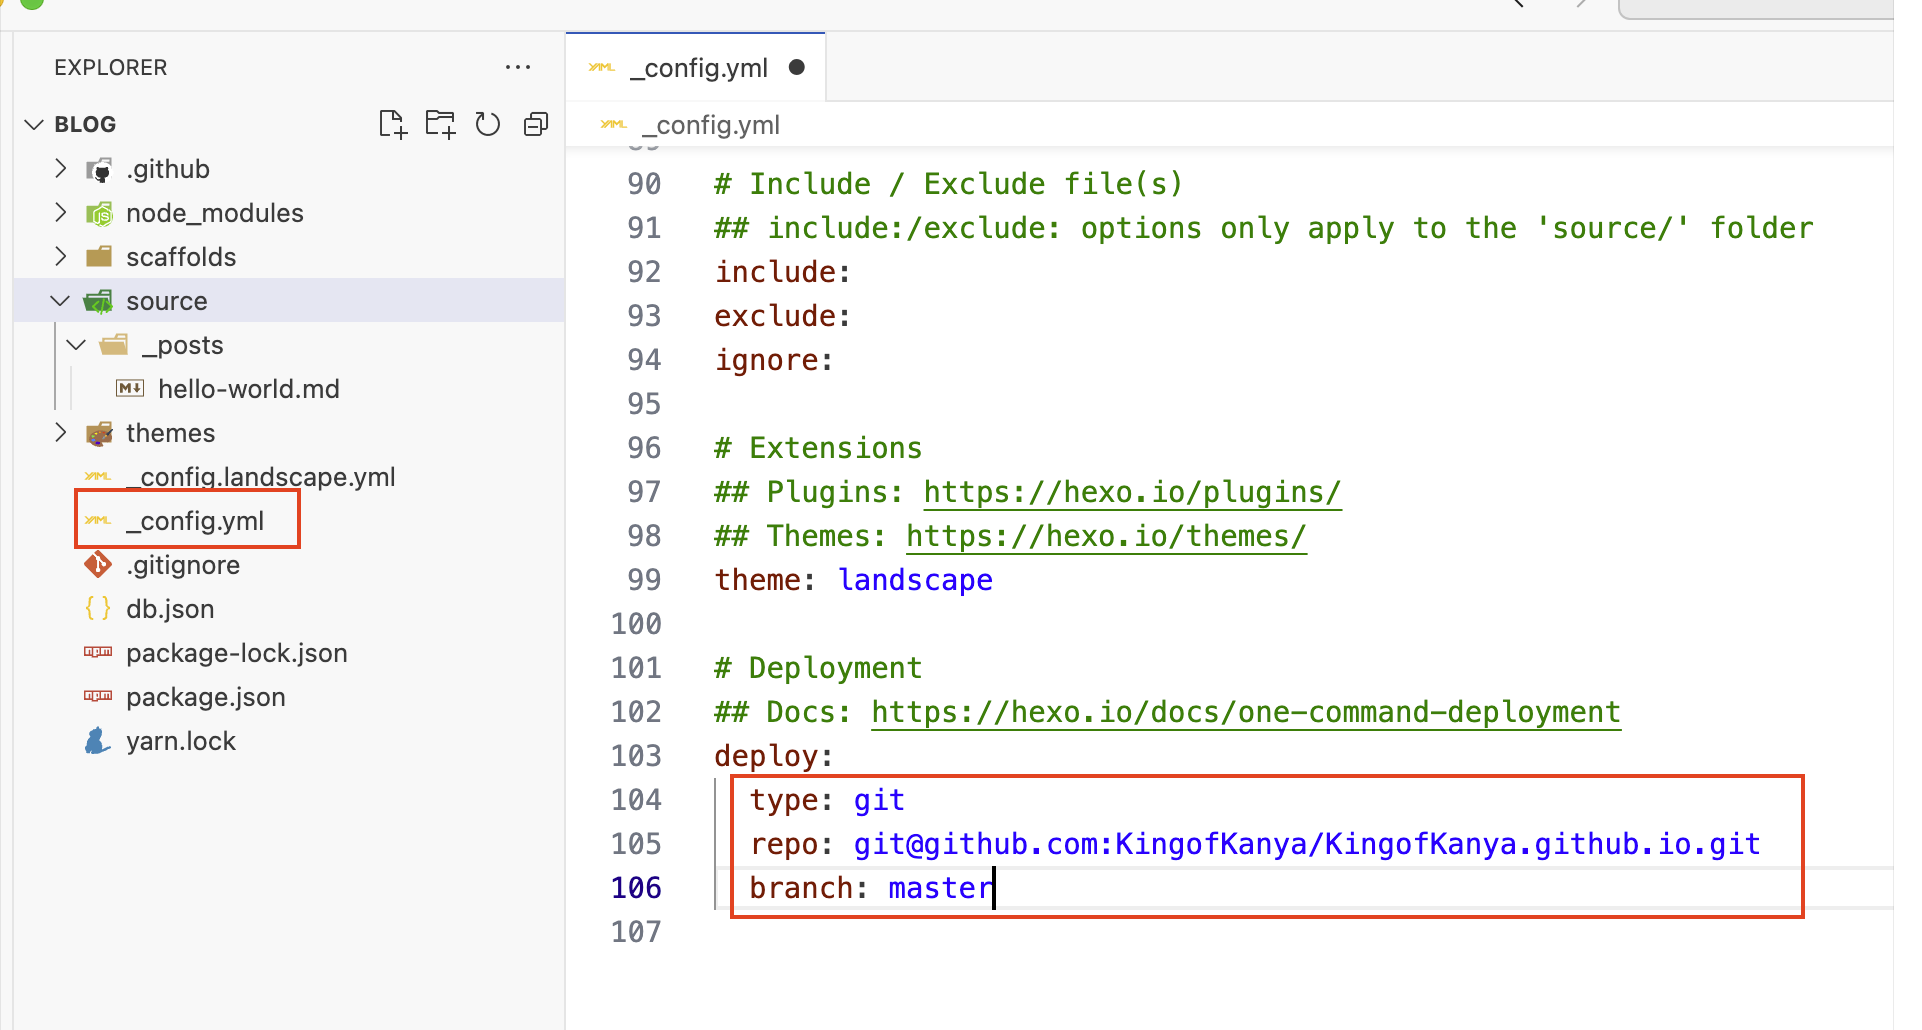 EXPLORER
BLOG
.github
node_modules
scaffolds
source
_posts
hello-world.md
themes
_config.landscape.yml
_config.yml
.gitignore
db.json
package-lock.json
package.json
yarn.lock
_config.yml
_config.yml
90 # Include / Exclude file(s)
91 ## include:/exclude: options only apply to the 'source/' folder
92 include:
93 exclude:
94 ignore:
95
96 # Extensions
97 ## Plugins: https://hexo.io/plugins/
98 ## Themes: https://hexo.io/themes/
99 theme: landscape
100
101 # Deployment
102 ## Docs: https://hexo.io/docs/one-command-deployment
103 deploy:
104 type: git
105 repo: git@github.com:KingofKanya/KingofKanya.github.io.git
106 branch: master
107